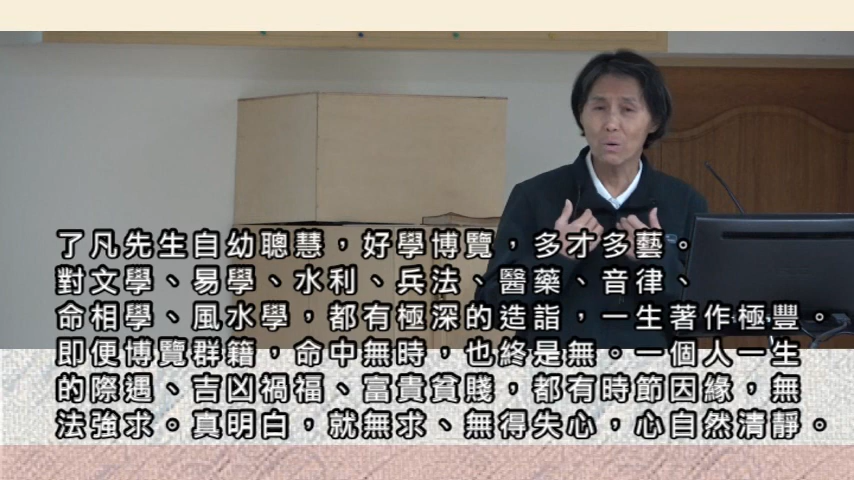 了凡先生自幼聰慧，好學博覽，多才多藝。
對文學、易學、水利、兵法、醫藥、音律、
命相學、風水學，都有極深的造詣，一生著作極豐。
即便博覽群籍，命中無時，也終是無。一個人一生
的際遇、吉凶禍福、富貴貧賤，都有時節因緣，無
法強求。真明白，就無求、無得失心，心自然清靜。